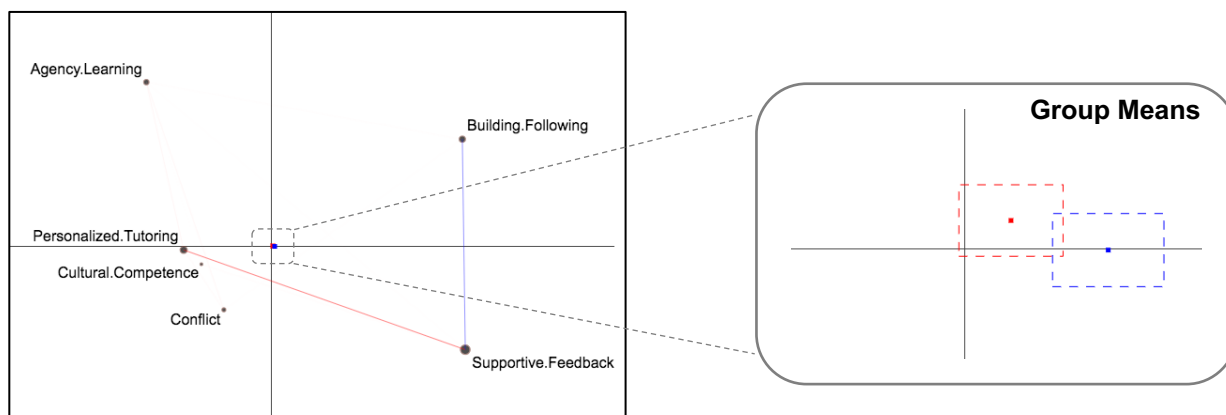 Agency.Learning
Building.Following
Personalized.Tutoring
Cultural.Competence
Conflict
Supportive.Feedback
Group Means